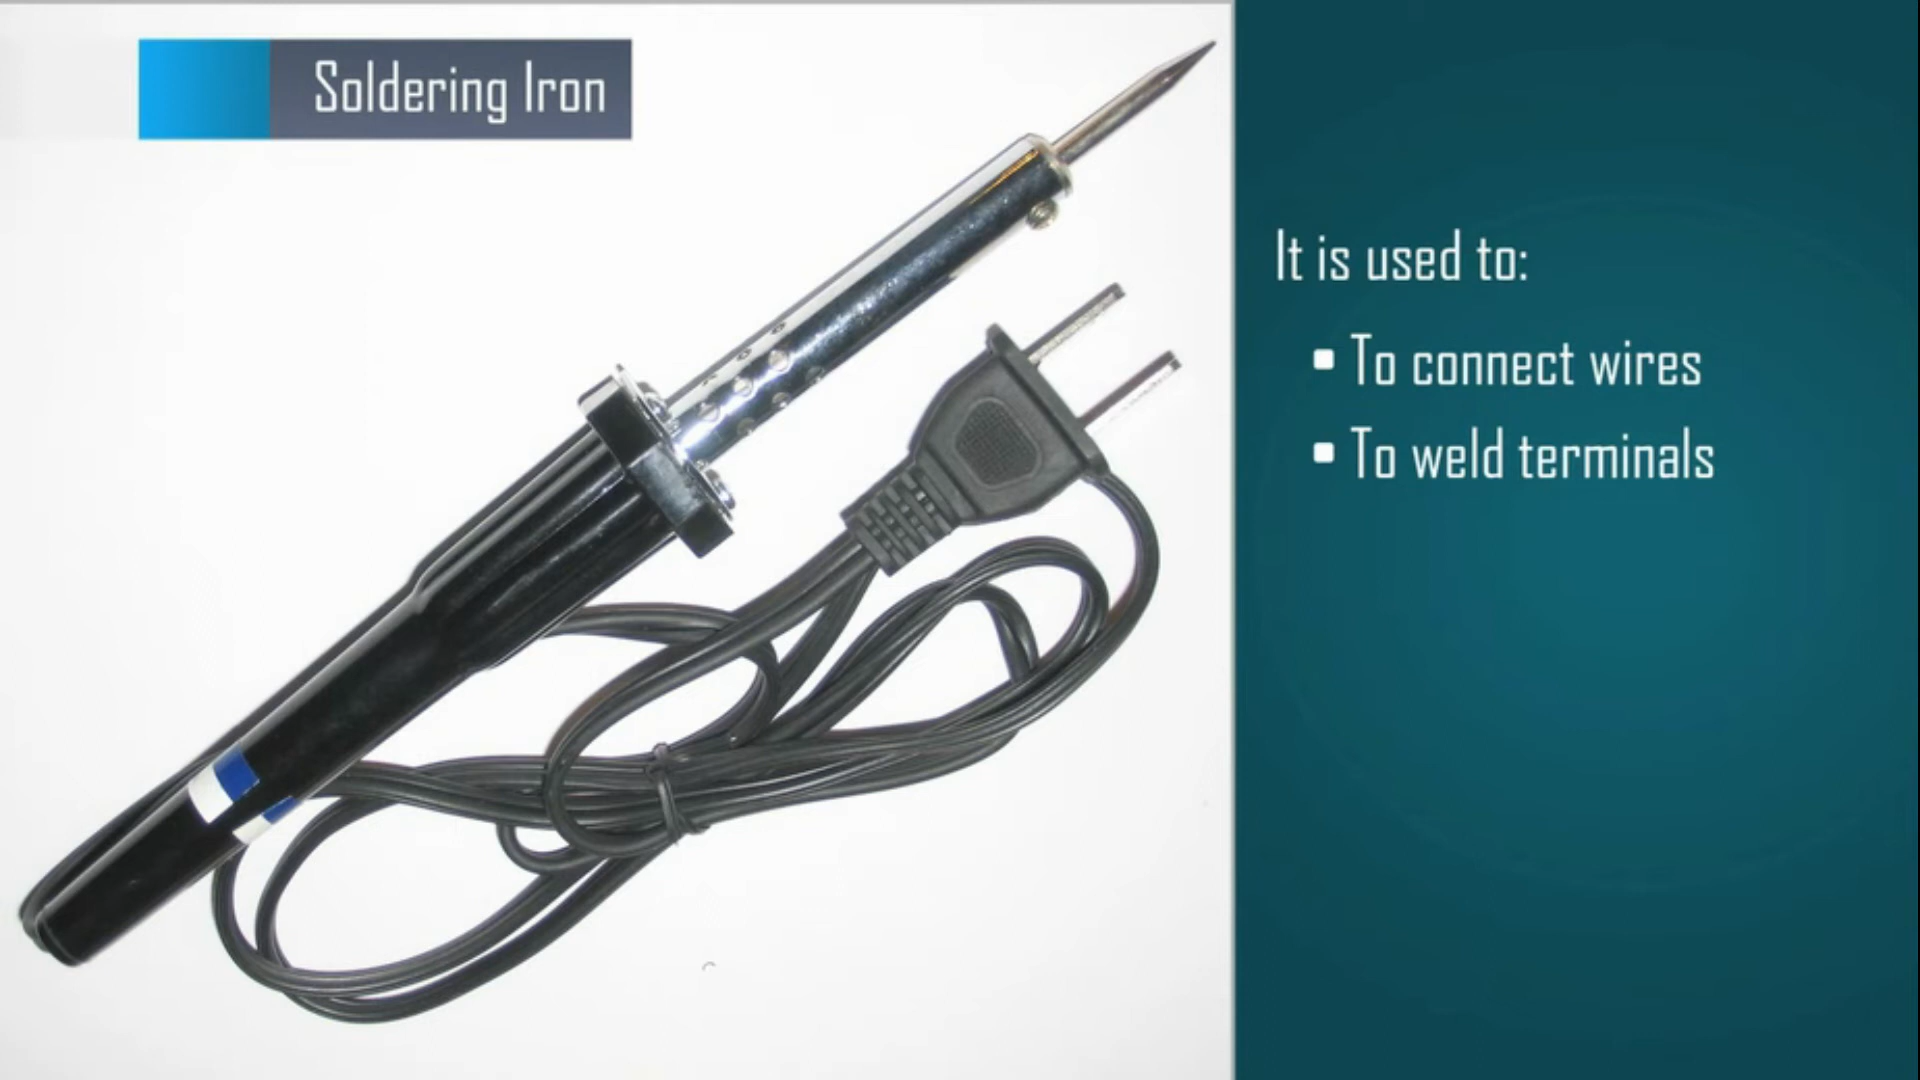 Soldering Iron
It is used to:
▪ To connect wires
▪ To weld terminals